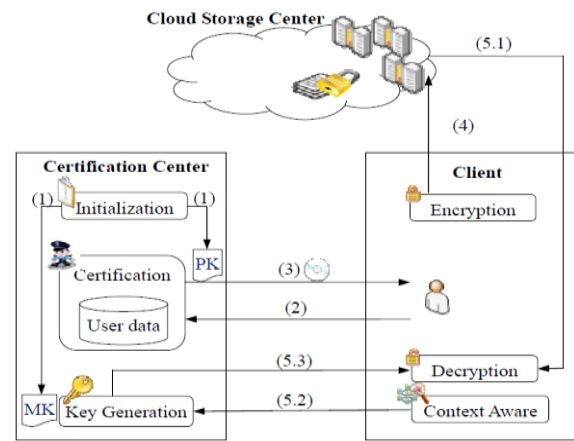 Cloud Storage Center
(5.1)
(4)
Certification Center
Client
(1)
Initialization
(1)
Encryption
PK
Certification
(3)
User data
(2)
(5.3)
Decryption
MK
Key Generation
(5.2)
Context Aware